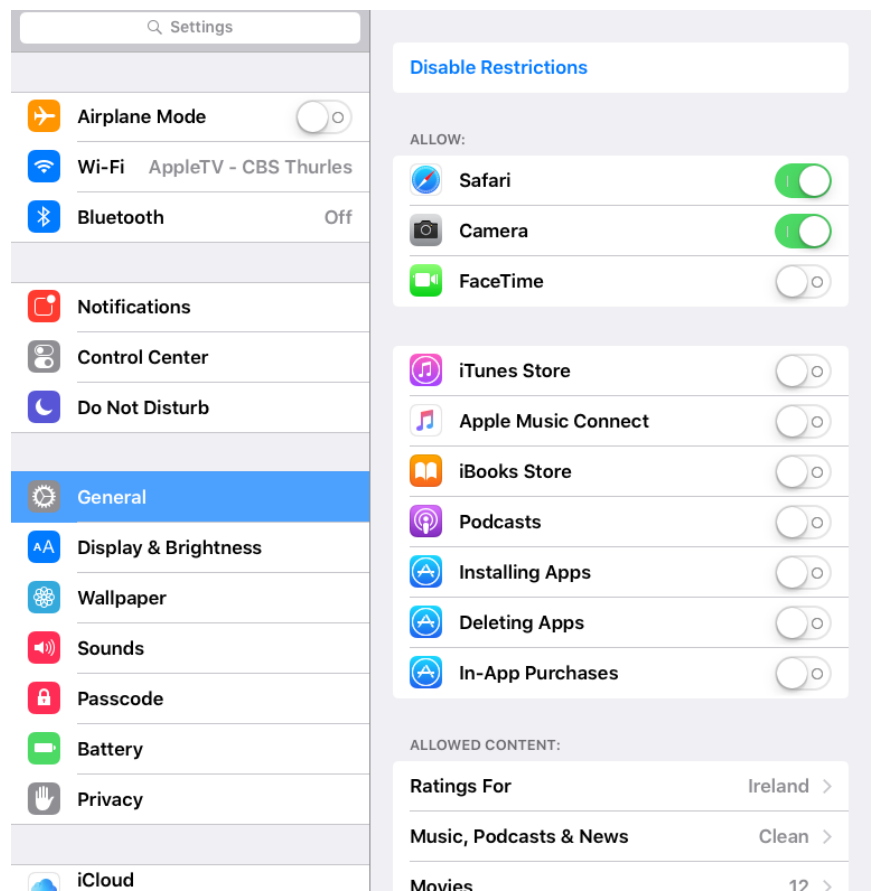 Settings
Airplane Mode
Wi-Fi AppleTV - CBS Thurles
Bluetooth Off
Notifications
Control Center
Do Not Disturb
General
AA Display & Brightness
Wallpaper
Sounds
Passcode
Battery
Privacy
iCloud
Disable Restrictions
ALLOW:
Safari
Camera
FaceTime
iTunes Store
Apple Music Connect
iBooks Store
Podcasts
Installing Apps
Deleting Apps
In-App Purchases
ALLOWED CONTENT:
Ratings For Ireland
Music, Podcasts & News Clean
Movies 12